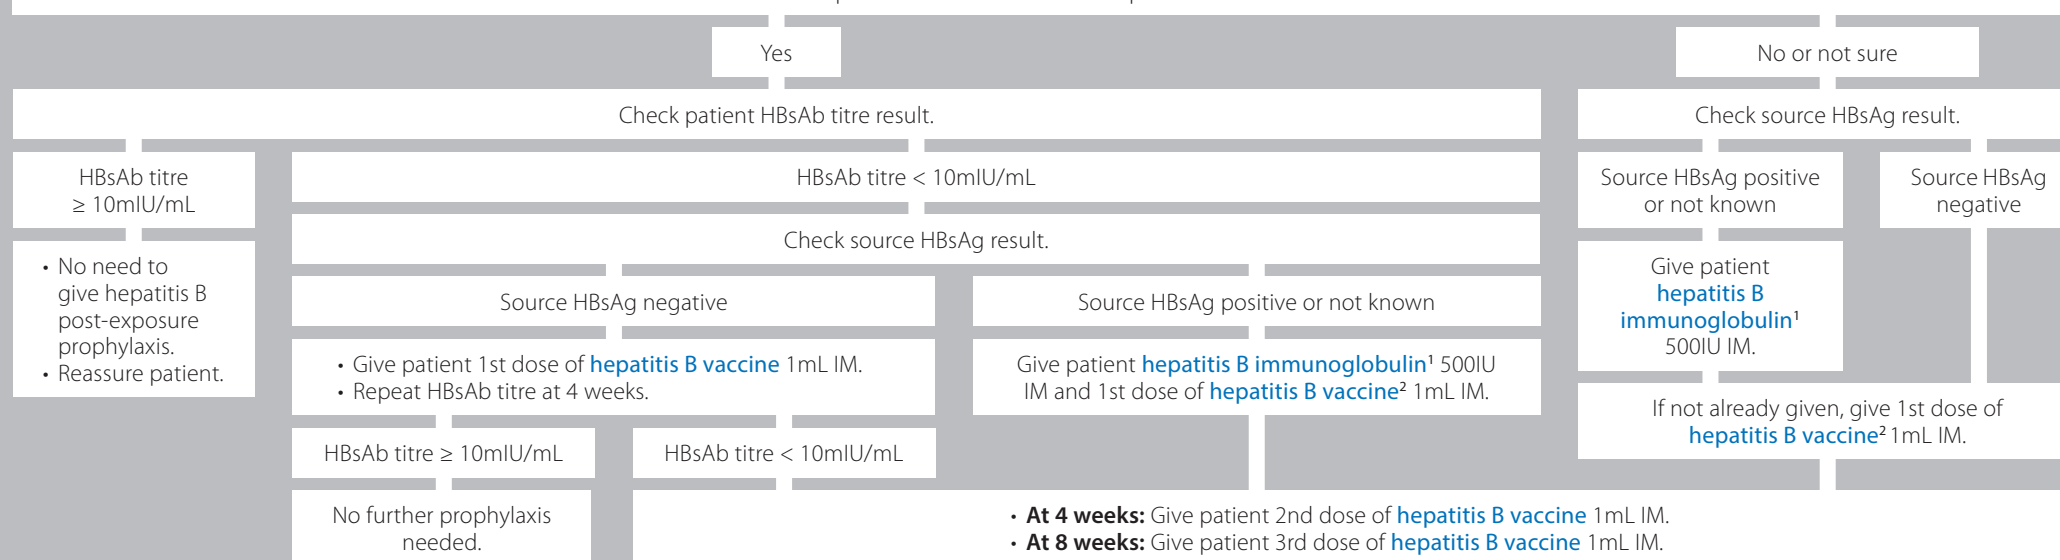 Yes
No or not sure
Check patient HBsAb titre result.
Check source HBsAg result.
HBsAb titre
≥ 10mIU/mL
HBsAb titre < 10mIU/mL
Source HBsAg positive
or not known
Source HBsAg
negative
• No need to
give hepatitis B
post-exposure
prophylaxis.
• Reassure patient.
Check source HBsAg result.
Source HBsAg negative
Source HBsAg positive or not known
Give patient
hepatitis B
immunoglobulin¹
500IU IM.
• Give patient 1st dose of hepatitis B vaccine 1mL IM.
• Repeat HBsAb titre at 4 weeks.
Give patient hepatitis B immunoglobulin¹ 500IU
IM and 1st dose of hepatitis B vaccine² 1mL IM.
If not already given, give 1st dose of
hepatitis B vaccine² 1mL IM.
HBsAb titre ≥ 10mIU/mL
HBsAb titre < 10mIU/mL
No further prophylaxis
needed.
• At 4 weeks: Give patient 2nd dose of hepatitis B vaccine 1mL IM.
• At 8 weeks: Give patient 3rd dose of hepatitis B vaccine 1mL IM.